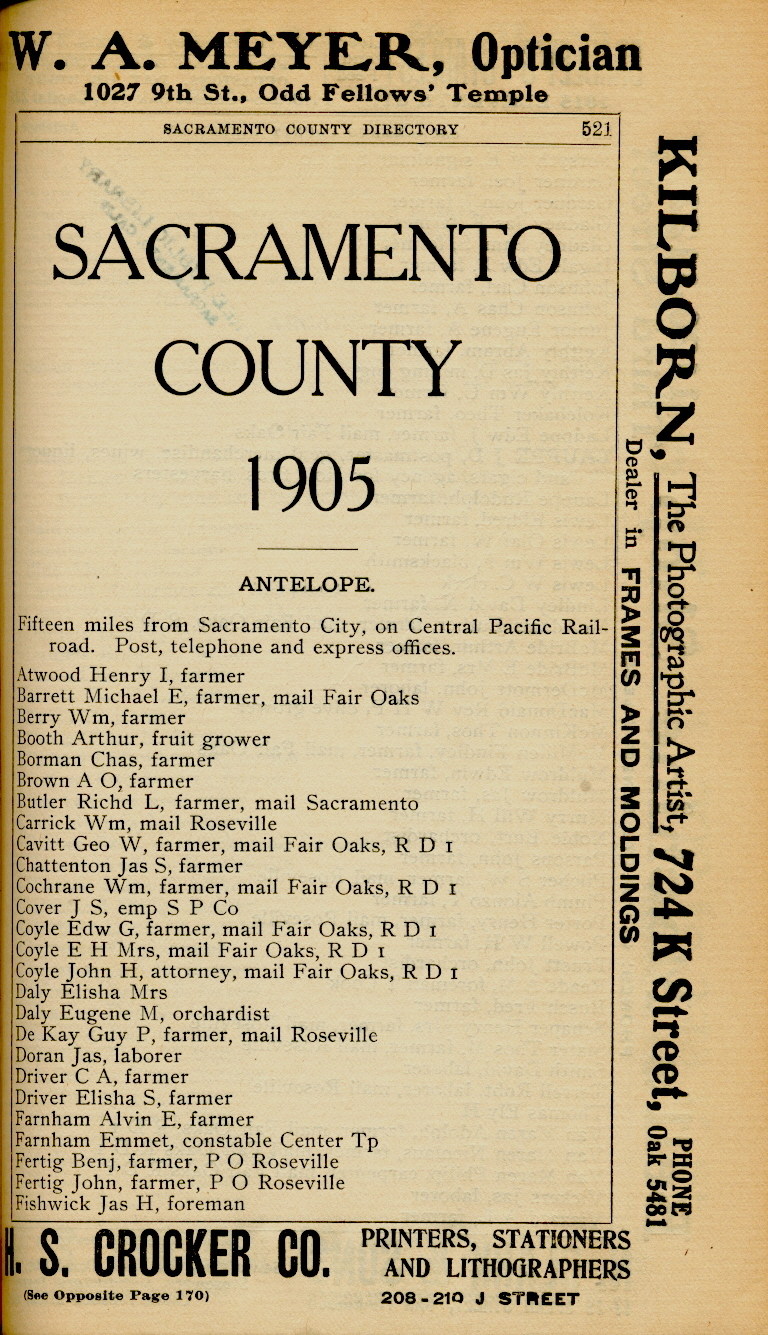 W. A. MEYER, Optician
1027 9th St., Odd Fellows' Temple
SACRAMENTO COUNTY DIRECTORY 521
SACRAMENTO
COUNTY
1905
ANTELOPE.
Fifteen miles from Sacramento City, on Central Pacific Rail-
road. Post, telephone and express offices.
Atwood Henry I, farmer
Barrett Michael E, farmer, mail Fair Oaks
Berry Wm, farmer
Booth Arthur, fruit grower
Borman Chas, farmer
Brown A O, farmer
Butler Richd L, farmer, mail Sacramento
Carrick Wm, mail Roseville
Cavitt Geo W, farmer, mail Fair Oaks, R D 1
Chattenton Jas S, farmer
Cochrane Wm, farmer, mail Fair Oaks, R D 1
Cover J S, emp S P Co
Coyle Edw G, farmer, mail Fair Oaks, R D 1
Coyle E H Mrs, mail Fair Oaks, R D 1
Coyle John H, attorney, mail Fair Oaks, R D 1
Daly Elisha Mrs
Daly Eugene M, orchardist
De Kay Guy P, farmer, mail Roseville
Doran Jas, laborer
Driver C A, farmer
Driver Elisha S, farmer
Farnham Alvin E, farmer
Farnham Emmet, constable Center Tp
Fertig Benj, farmer, P O Roseville
Fertig John, farmer, P O Roseville
Fishwick Jas H, foreman
KILBORN, The Photographic Artist, 724 K Street, PHONE Oak 5481
Dealer in FRAMES AND MOLDINGS
H. S. CROCKER CO. PRINTERS, STATIONERS
AND LITHOGRAPHERS
(See Opposite Page 170) 208-210 J STREET